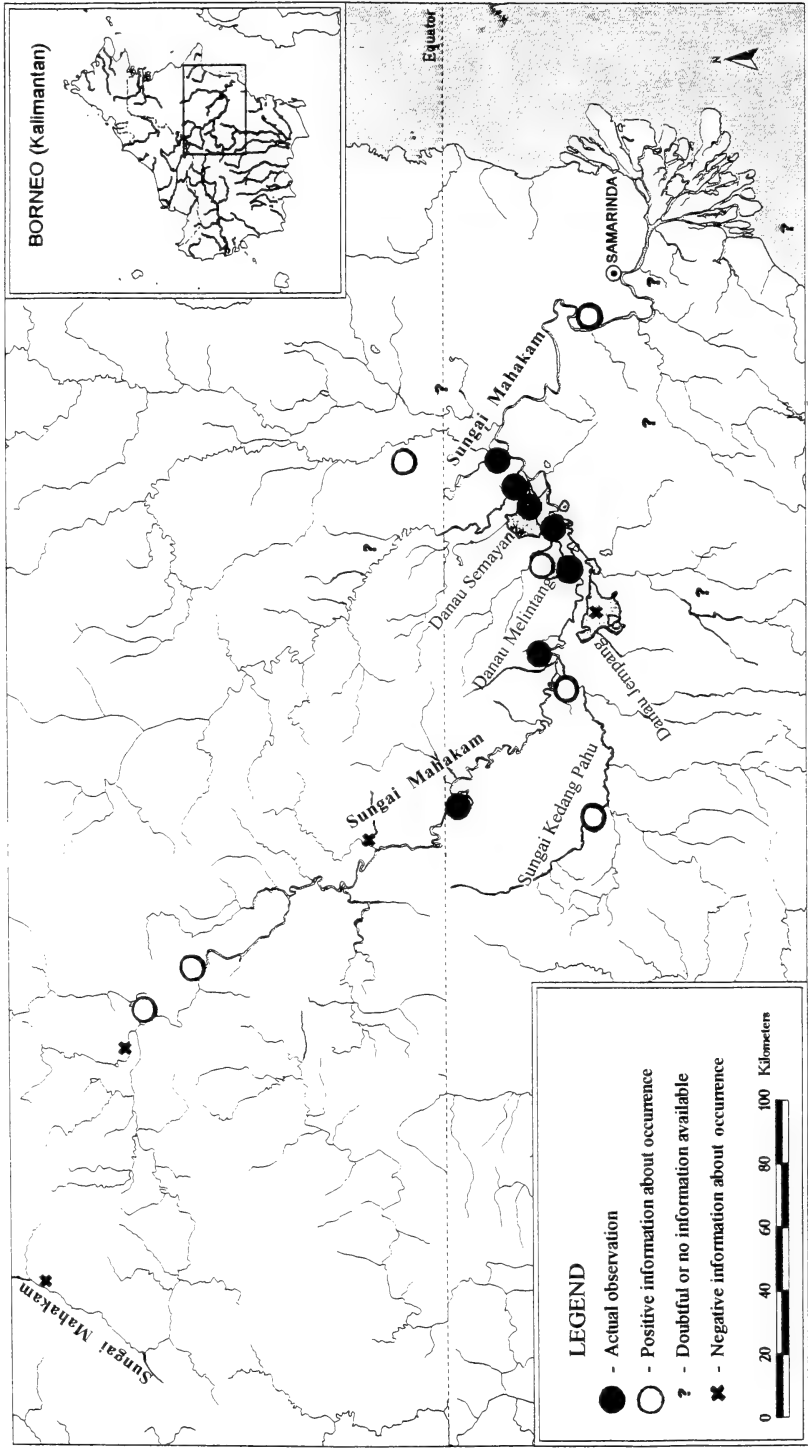 BORNEO (Kalimantan)
Equator
N
SAMARINDA
Sungai Mahakam
Danau Semayang
Danau Melintang
Danau Jempang
Sungai Mahakam
Sungai Kedang Pahu
Sungai Mahakam
?
?
?
?
?
?
LEGEND
- Actual observation
- Positive information about occurrence
? - Doubtful or no information available
✖ - Negative information about occurrence
0 20 40 60 80 100 Kilometers